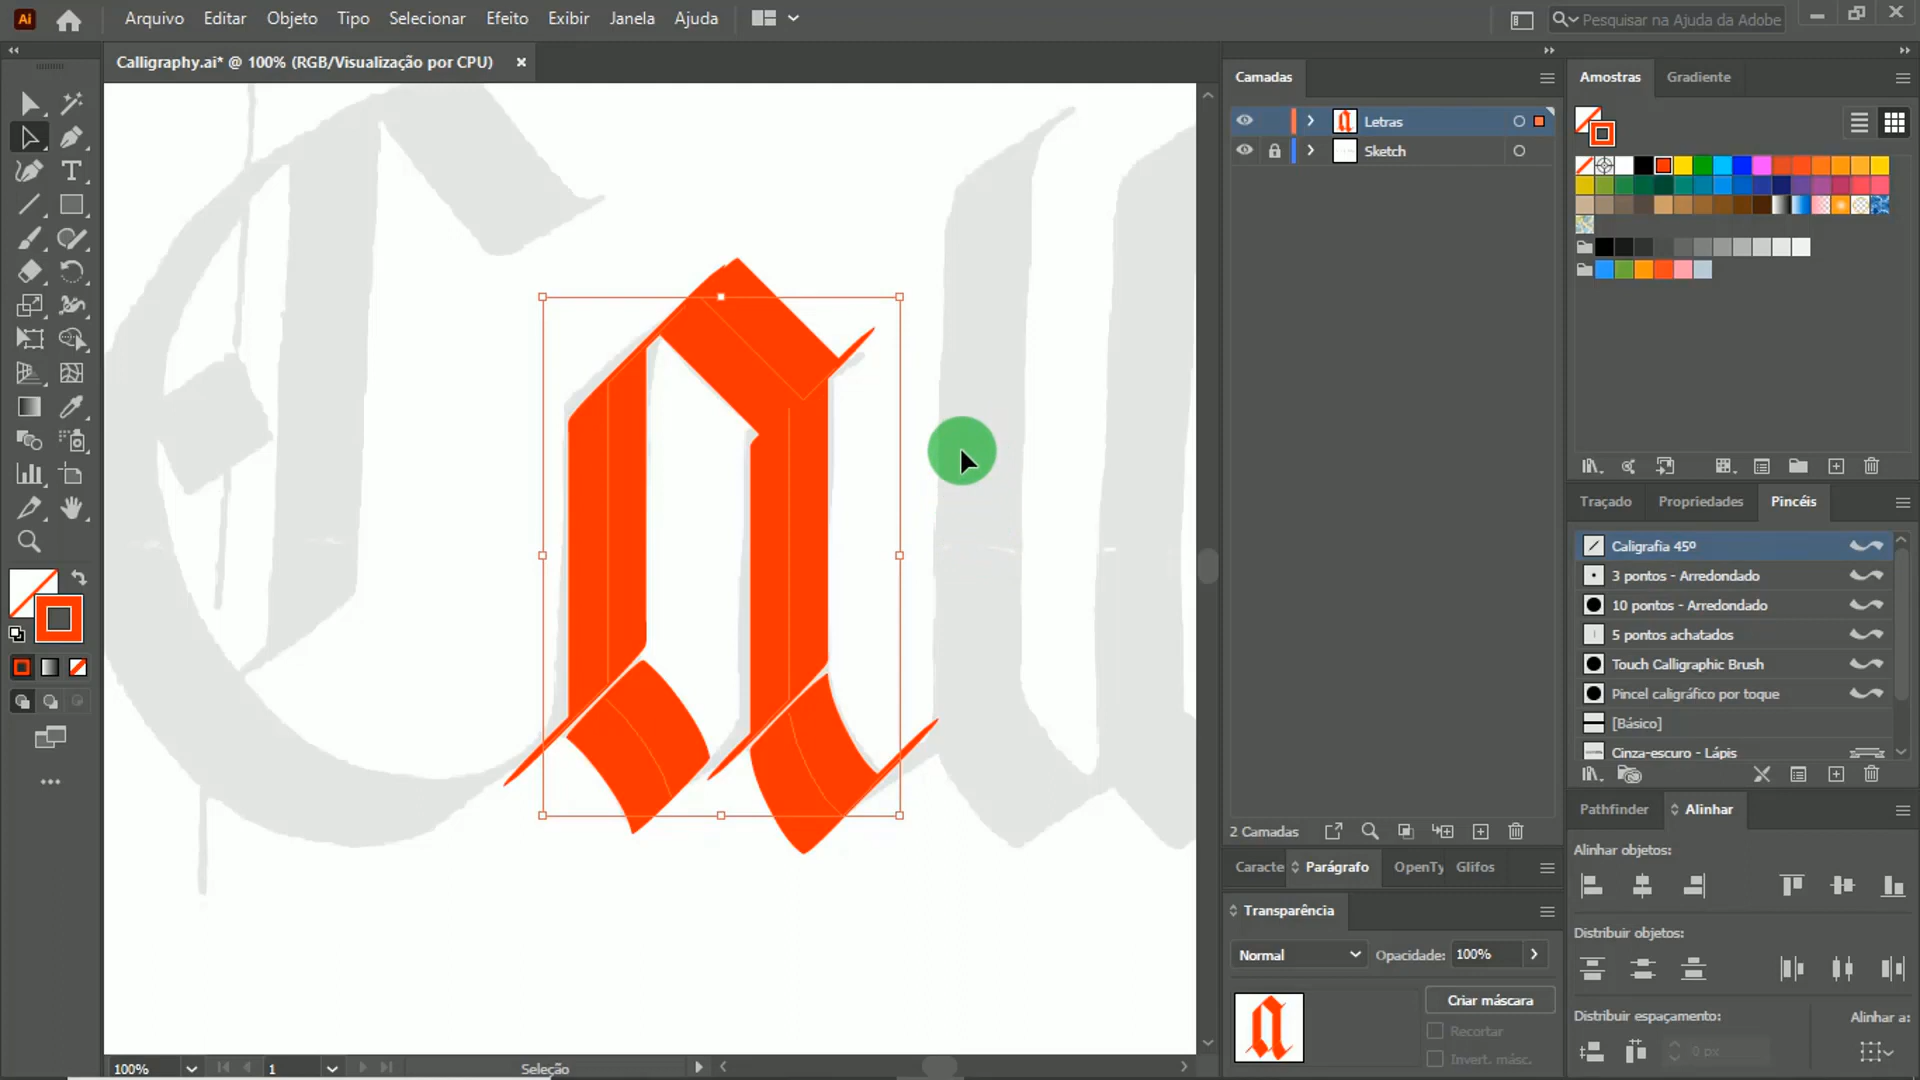 Ai Arquivo Editar Objeto Tipo Selecionar Efeito Exibir Janela Ajuda Pesquisar na Ajuda da Adobe
Calligraphy.ai* @ 100% (RGB/Visualização por CPU) ×
Camadas
Letras
Sketch
2 Camadas
Caracte Parágrafo OpenTy Glifos
Transparência
Normal Opacidade: 100%
Criar máscara
Recortar
Invert. másc.
Amostras Gradiente
Traçado Propriedades Pincéis
Caligrafia 45º
3 pontos - Arredondado
10 pontos - Arredondado
5 pontos achatados
Touch Calligraphic Brush
Pincel caligráfico por toque
[Básico]
Cinza-escuro - Lápis
Pathfinder Alinhar
Alinhar objetos:
Distribuir objetos:
Distribuir espaçamento: Alinhar a:
0 px
100% 1 Seleção
a